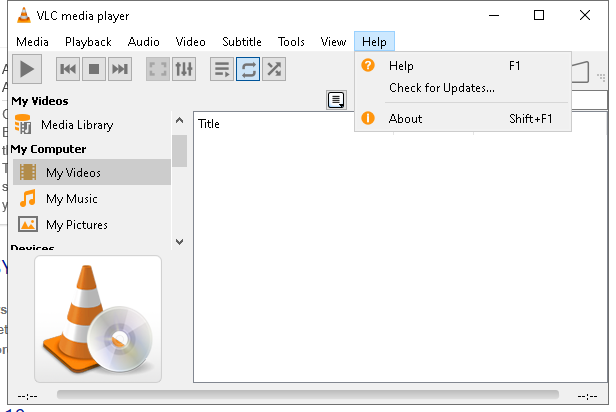 VLC media player
Media Playback Audio Video Subtitle Tools View Help
Help F1
Check for Updates...
About Shift+F1
My Videos
Media Library
My Computer
My Videos
My Music
My Pictures
Devices
Title
--:-- --:--